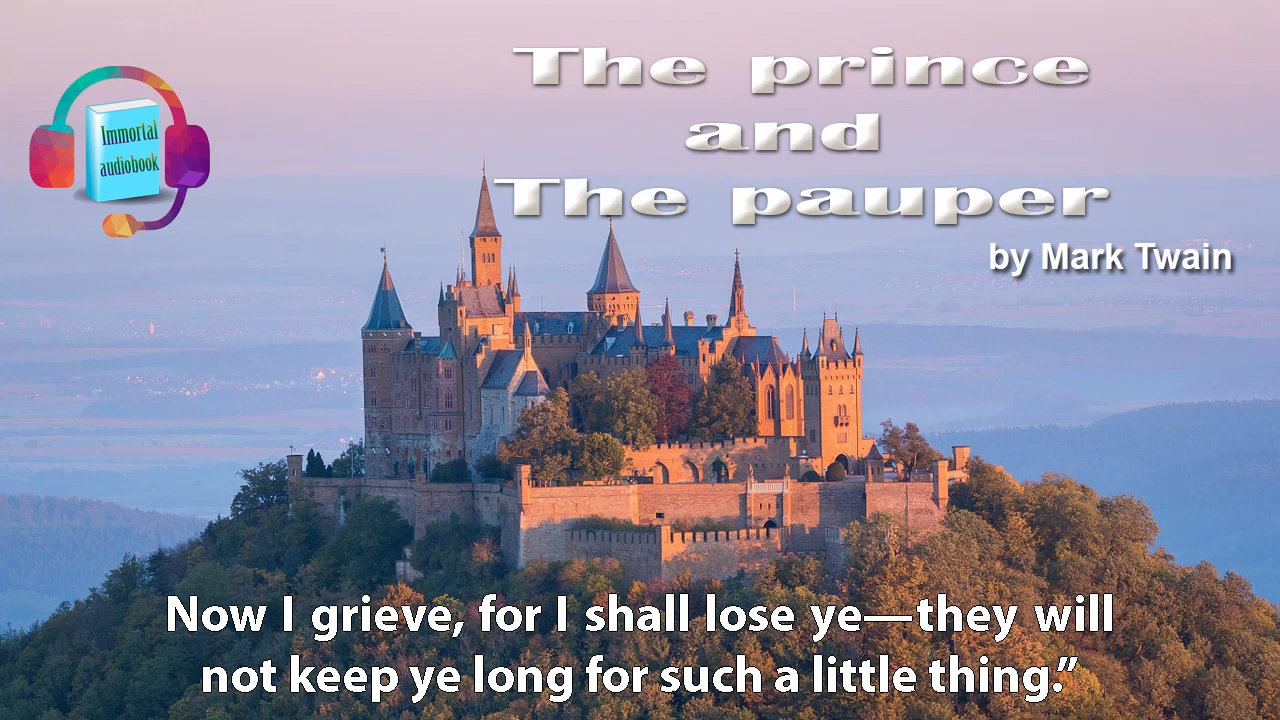 Immortal
audiobook
The prince
and
The pauper
by Mark Twain
Now I grieve, for I shall lose ye—they will
not keep ye long for such a little thing.”